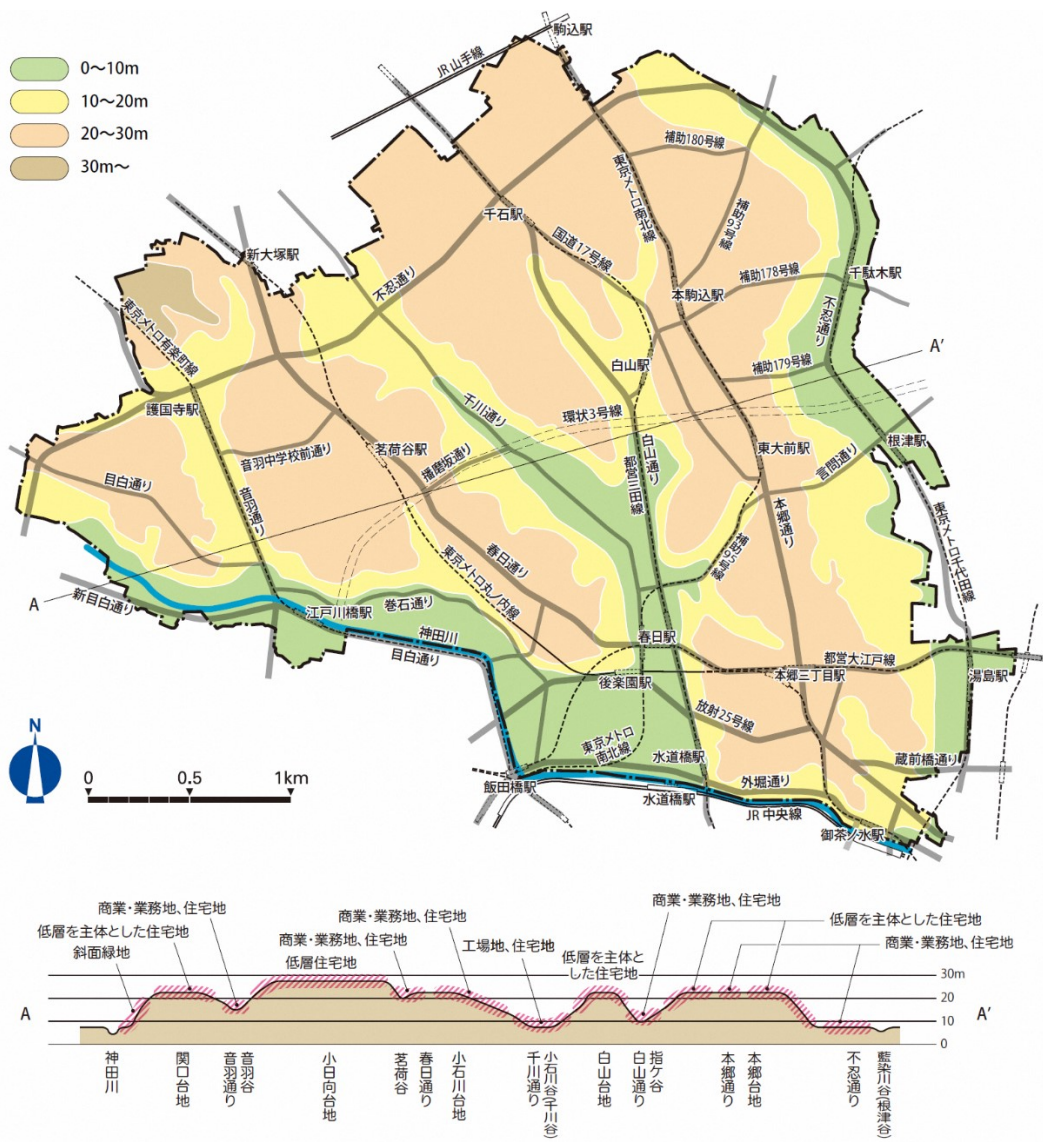 駒込駅
JR山手線
0〜10m
10〜20m
20〜30m
30m〜
補助180号線
東京メトロ南北線
補助93号線
千石駅
国道17号線
新大塚駅
不忍通り
補助178号線
千駄木駅
本駒込駅
不忍通り
東京メトロ有楽町線
A'
白山駅
補助179号線
護国寺駅
千川通り
環状3号線
白山通り
根津駅
茗荷谷駅
播磨坂通り
東大前駅
言問通り
音羽中学校前通り
都営三田線
目白通り
音羽通り
本郷通り
東京メトロ千代田線
春日通り
補助95号線
東京メトロ丸ノ内線
A
新目白通り
江戸川橋駅
巻石通り
神田川
目白通り
春日駅
都営大江戸線
本郷三丁目駅
湯島駅
後楽園駅
放射25号線
N
東京メトロ
南北線
水道橋駅
蔵前橋通り
0
0.5
1km
飯田橋駅
水道橋駅
外堀通り
JR中央線
御茶ノ水駅
商業・業務地、住宅地
低層を主体とした住宅地
斜面緑地
商業・業務地、住宅地
低層住宅地
商業・業務地、住宅地
工場地、住宅地
低層を主体と
した住宅地
商業・業務地、住宅地
低層を主体とした住宅地
商業・業務地、住宅地
30m
20
10
0
A
A'
神田川
関口台地
音羽谷
音羽通り
小日向台地
茗荷谷
春日通り
小石川台地
小石川谷(千川谷)
千川通り
白山台地
指ケ谷
白山通り
本郷通り
本郷台地
不忍通り
藍染川谷(根津谷)